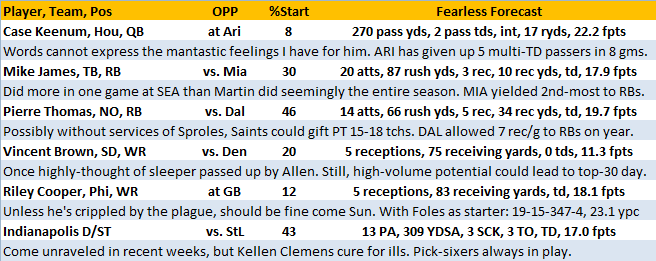 Player, Team, Pos OPP %Start Fearless Forecast
Case Keenum, Hou, QB at Ari 8 270 pass yds, 2 pass tds, int, 17 ryds, 22.2 fpts
Words cannot express the mantastic feelings I have for him. ARI has given up 5 multi-TD passers in 8 gms.
Mike James, TB, RB vs. Mia 30 20 atts, 87 rush yds, 3 rec, 10 rec yds, td, 17.9 fpts
Did more in one game at SEA than Martin did seemingly the entire season. MIA yielded 2nd-most to RBs.
Pierre Thomas, NO, RB vs. Dal 46 14 atts, 66 rush yds, 5 rec, 34 rec yds, td, 19.7 fpts
Possibly without services of Sproles, Saints could gift PT 15-18 tchs. DAL allowed 7 rec/g to RBs on year.
Vincent Brown, SD, WR vs. Den 20 5 receptions, 75 receiving yards, 0 tds, 11.3 fpts
Once highly-thought of sleeper passed up by Allen. Still, high-volume potential could lead to top-30 day.
Riley Cooper, Phi, WR at GB 12 5 receptions, 83 receiving yards, td, 18.1 fpts
Unless he's crippled by the plague, should be fine come Sun. With Foles as starter: 19-15-347-4, 23.1 ypc
Indianapolis D/ST vs. StL 43 13 PA, 309 YDSA, 3 SCK, 3 TO, TD, 17.0 fpts
Come unraveled in recent weeks, but Kellen Clemens cure for ills. Pick-sixers always in play.